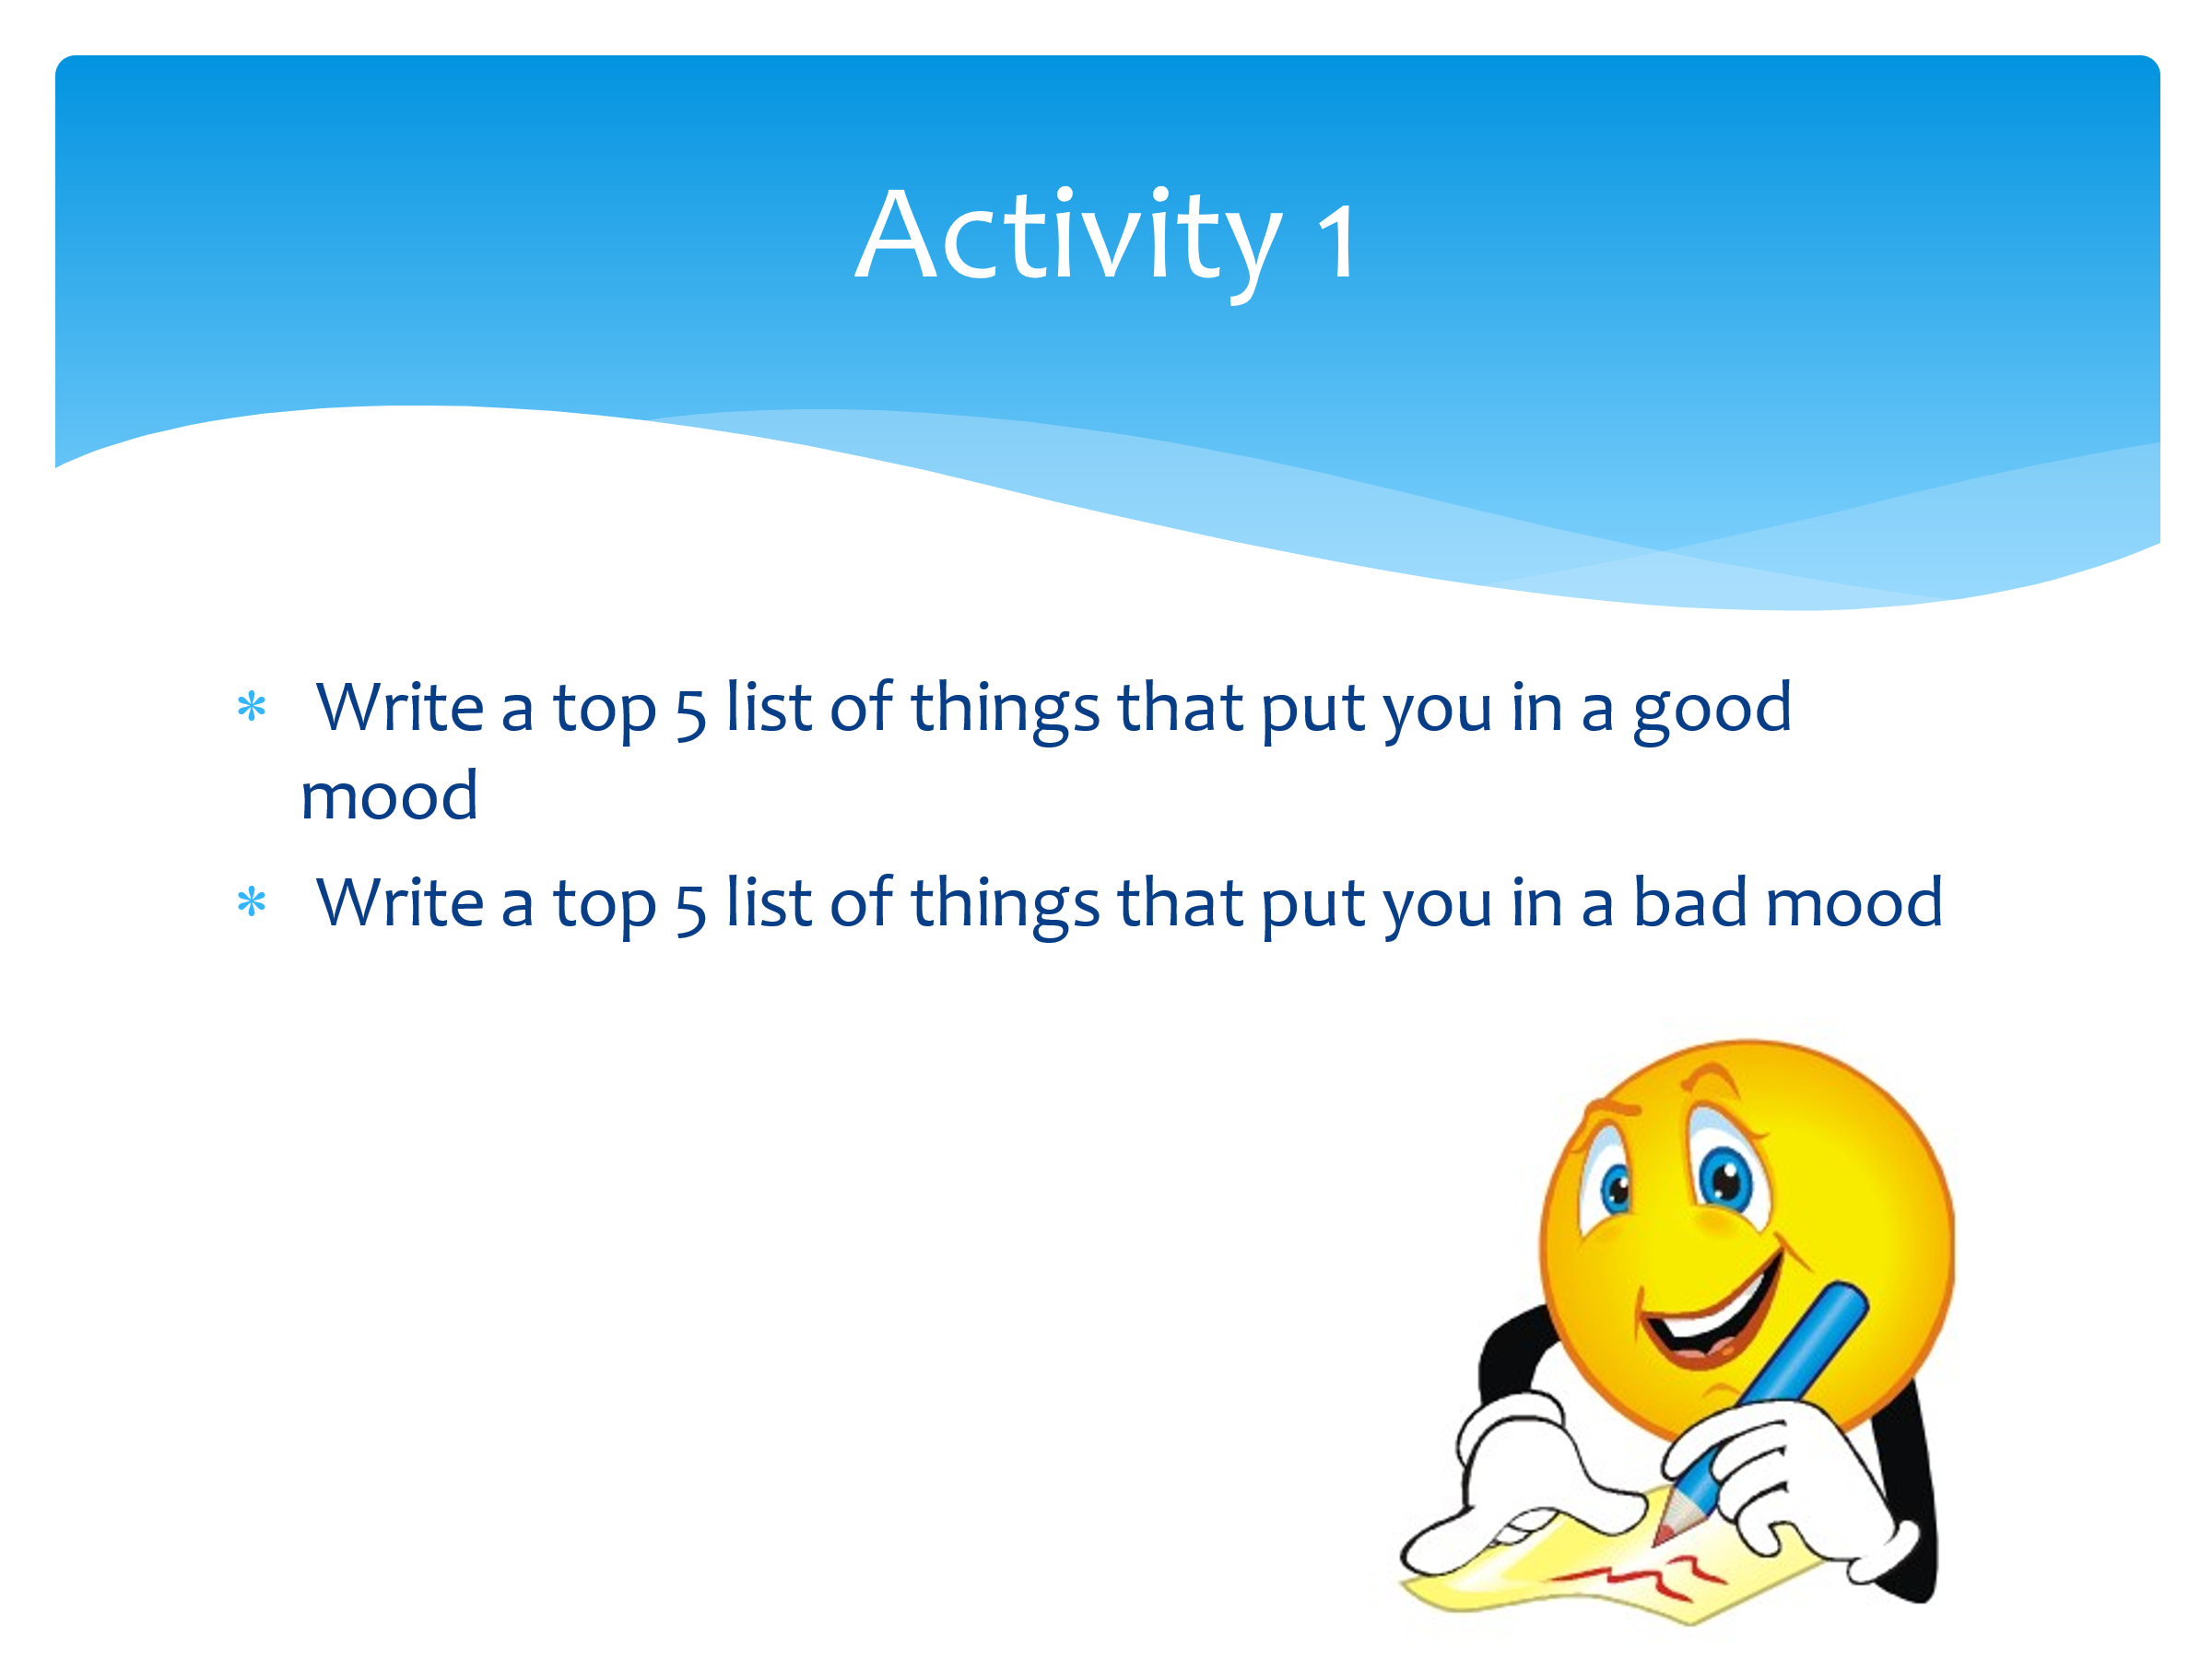 Activity 1
* Write a top 5 list of things that put you in a good
mood
* Write a top 5 list of things that put you in a bad mood